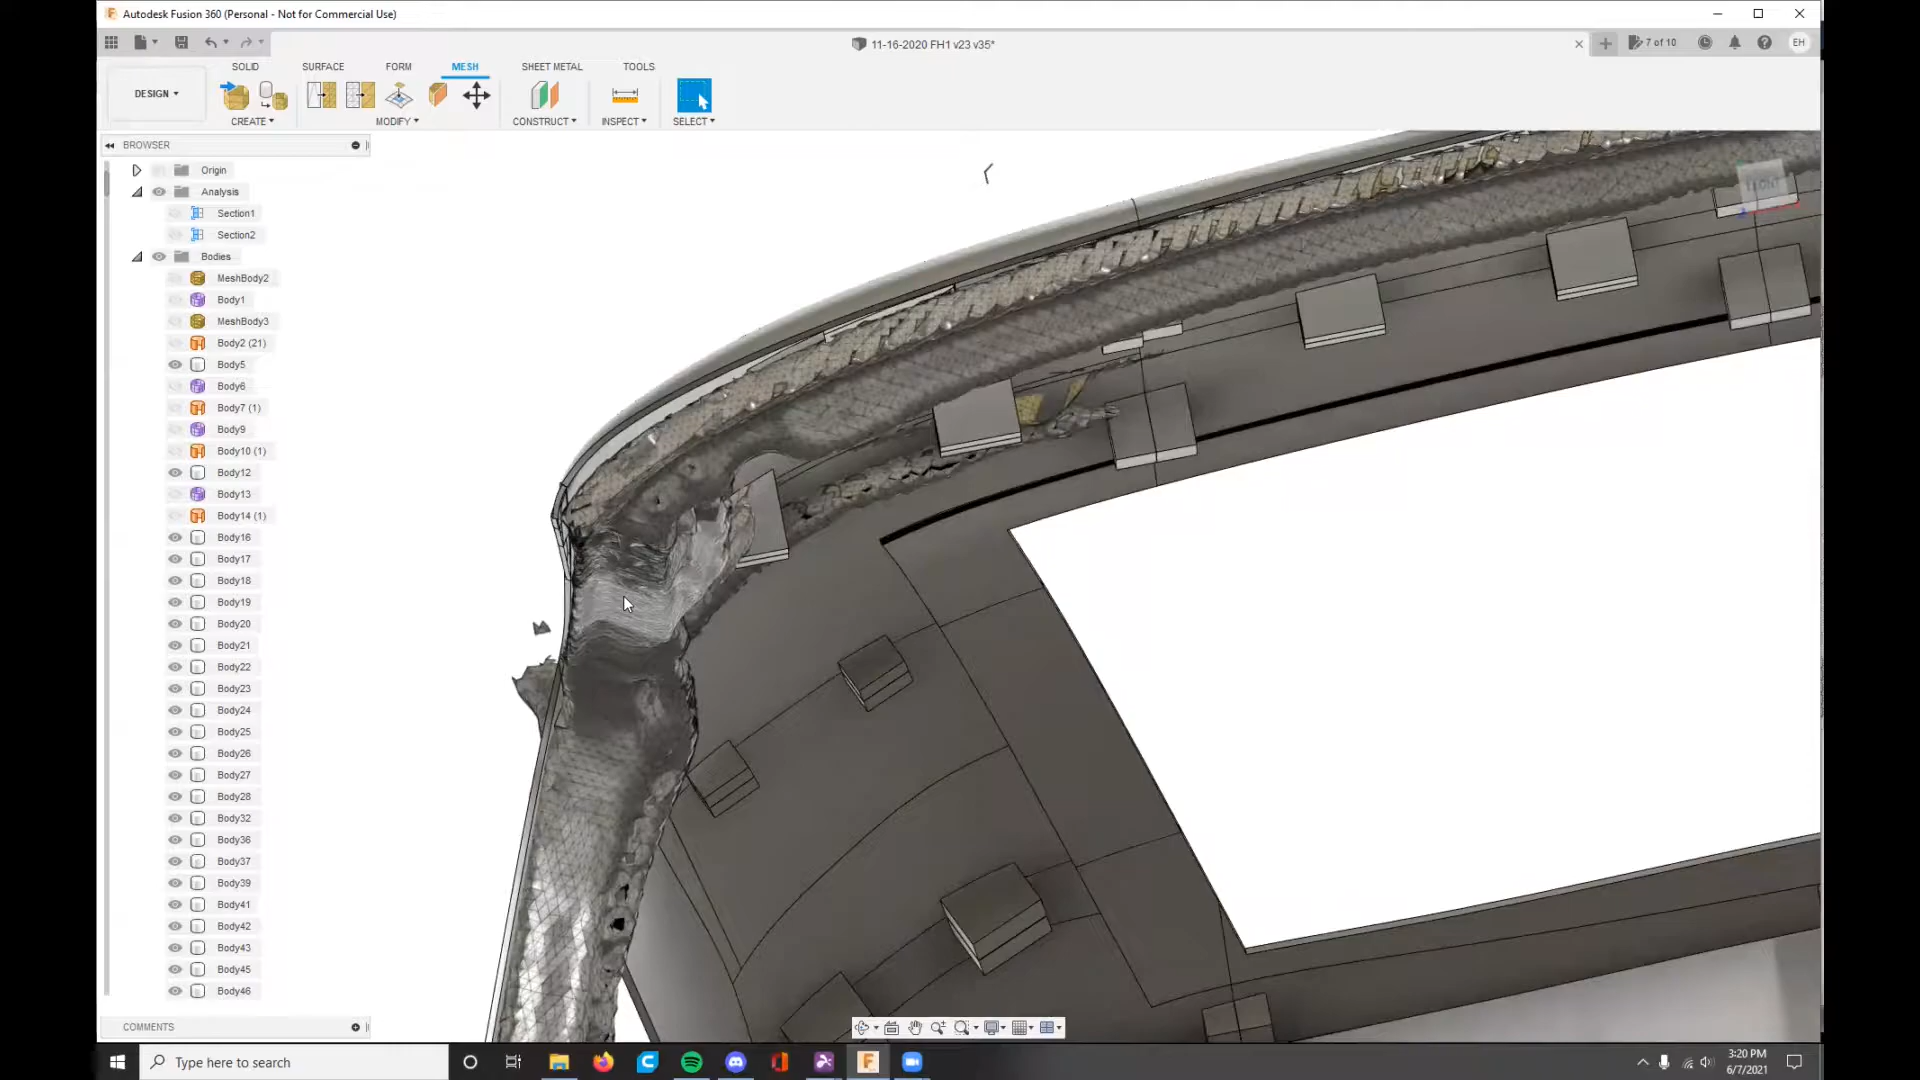 Autodesk Fusion 360 (Personal - Not for Commercial Use)
11-16-2020 FH1 v23 v35*
7 of 10
EH
SOLID
SURFACE
FORM
MESH
SHEET METAL
TOOLS
DESIGN
CREATE
MODIFY
CONSTRUCT
INSPECT
SELECT
BROWSER
Origin
Analysis
Section1
Section2
Bodies
MeshBody2
Body1
MeshBody3
Body2 (21)
Body5
Body6
Body7 (1)
Body9
Body10 (1)
Body12
Body13
Body14 (1)
Body16
Body17
Body18
Body19
Body20
Body21
Body22
Body23
Body24
Body25
Body26
Body27
Body28
Body32
Body36
Body37
Body39
Body41
Body42
Body43
Body45
Body46
FRONT
COMMENTS
Type here to search
3:20 PM
6/7/2021